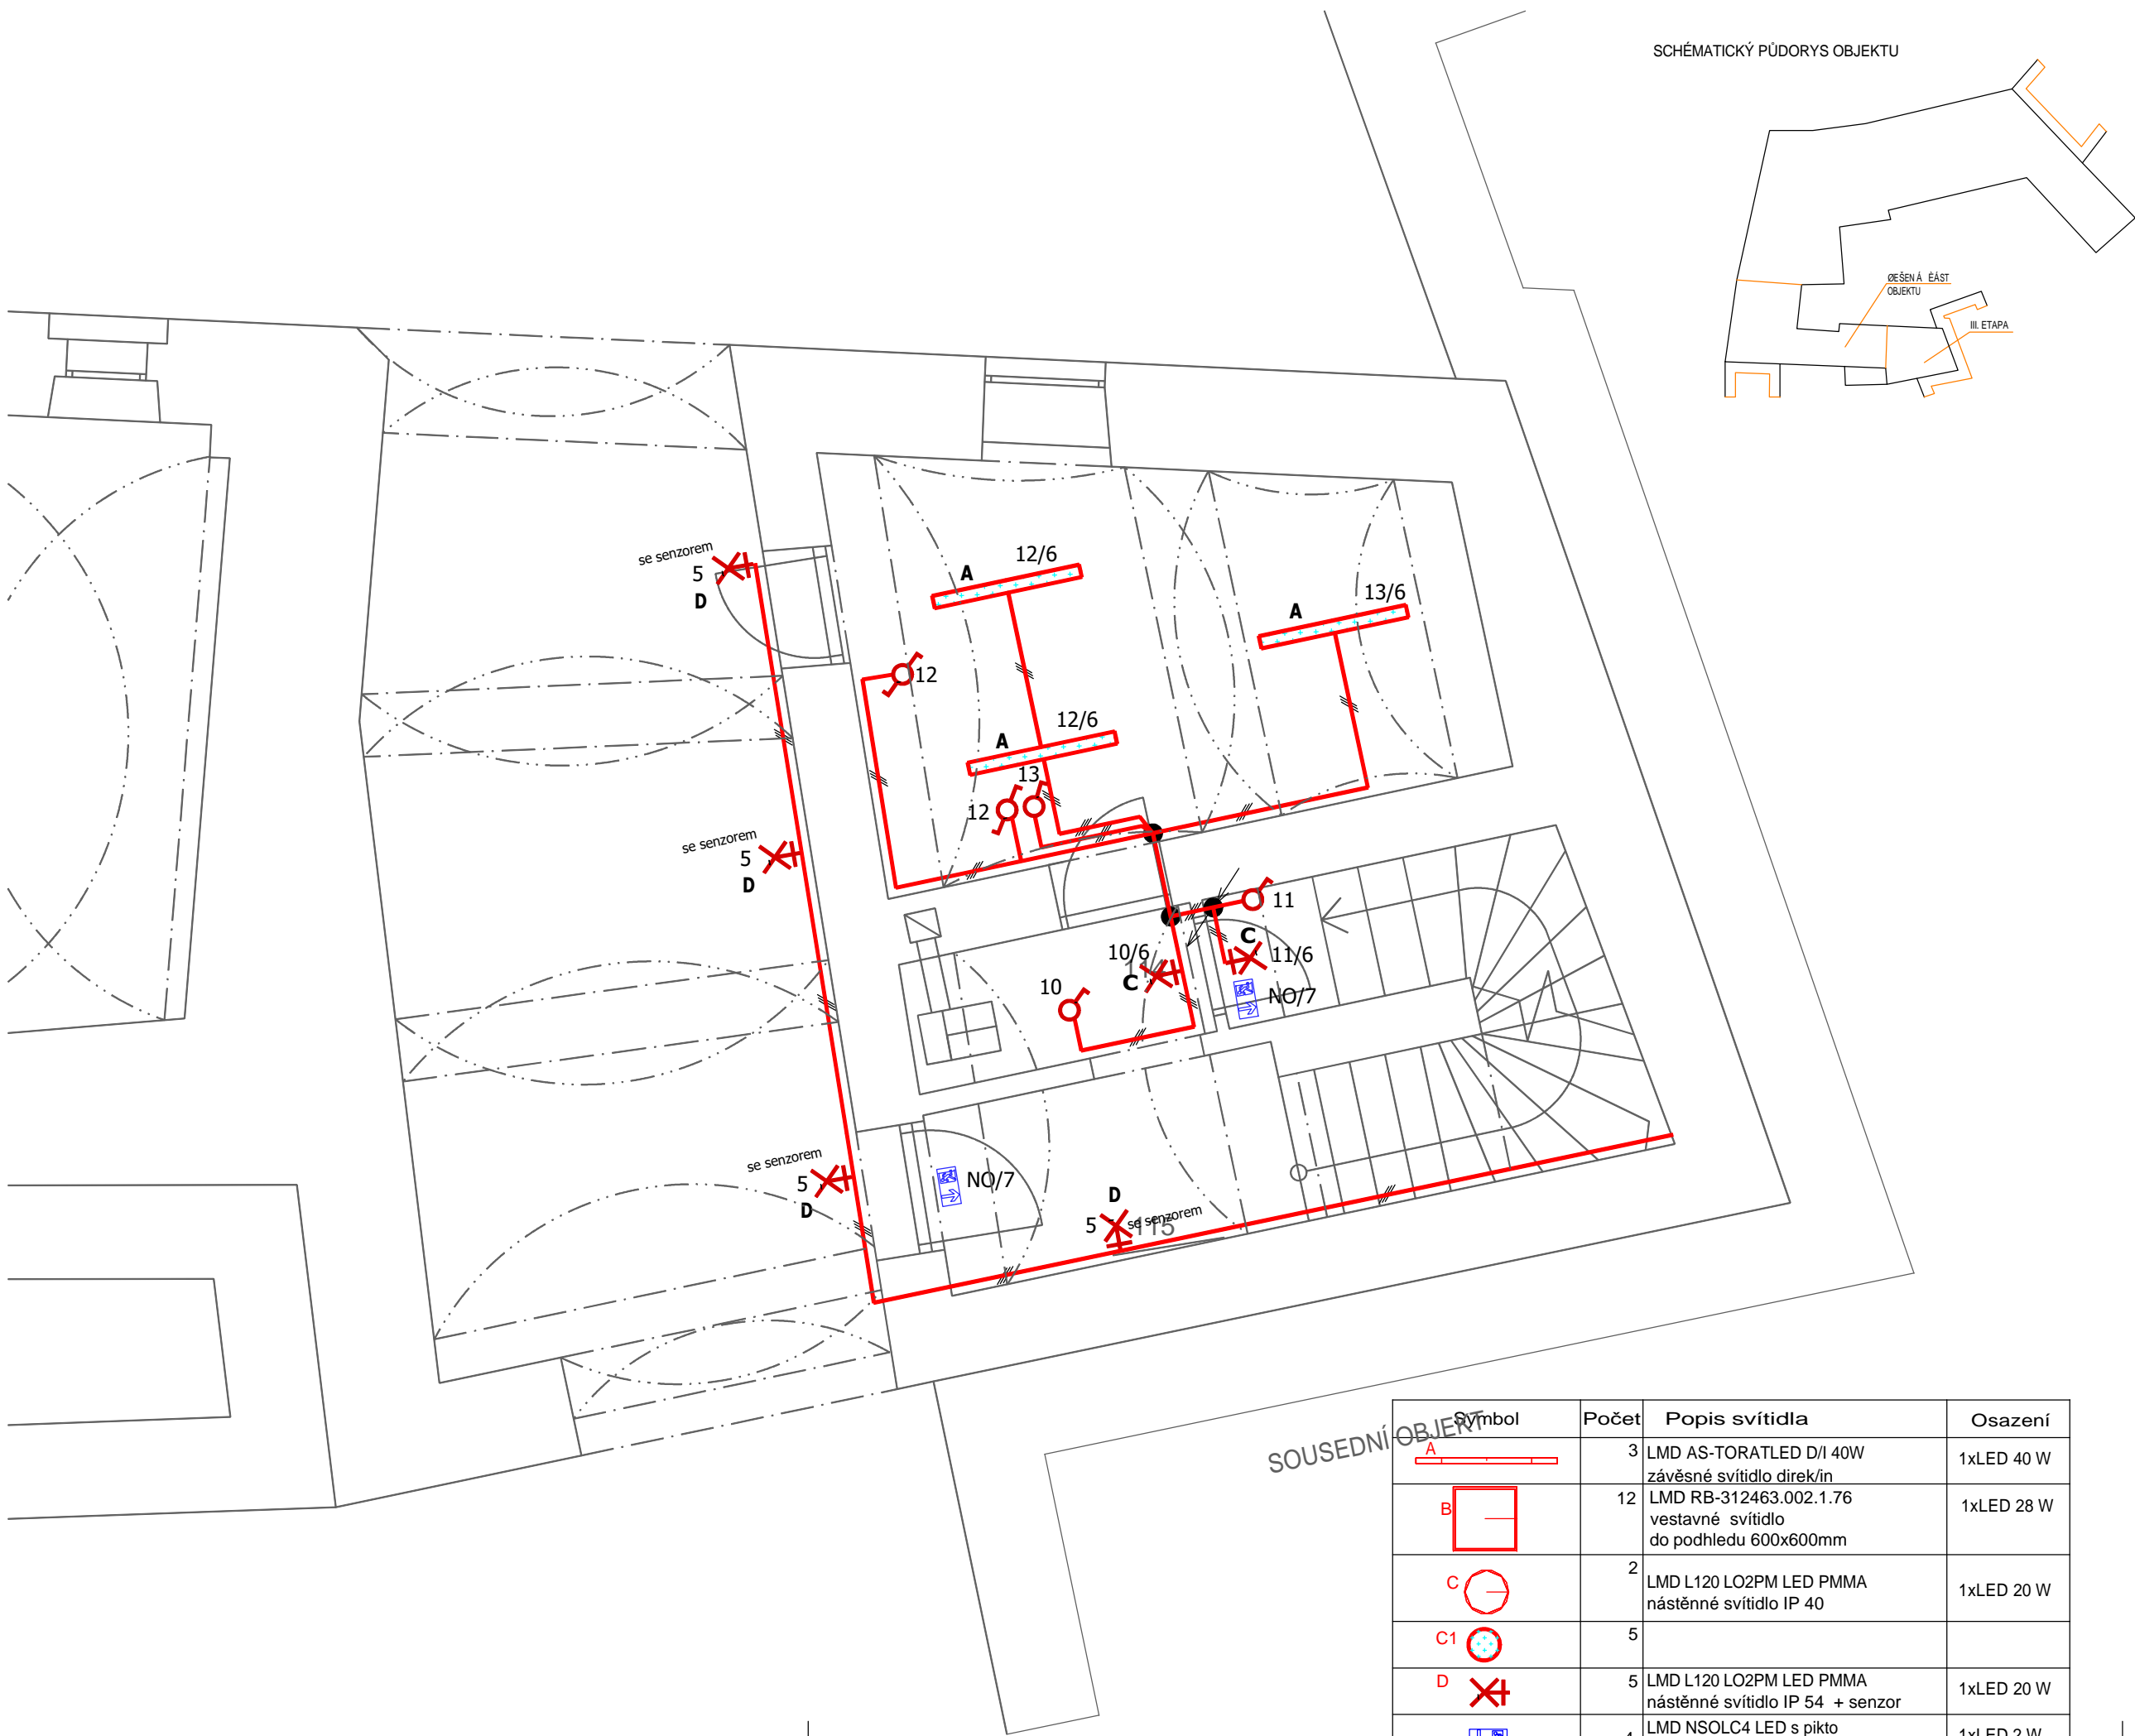 SCHÉMATICKÝ PŮDORYS OBJEKTU
ØEŠENÁ ÈÁST
OBJEKTU
III. ETAPA
se senzorem
5
D
A
12/6
A
13/6
12
A
12/6
13
12
se senzorem
5
D
11
C
11/6
10/6
C
10
NO/7
se senzorem
5
D
NO/7
D
5
se senzorem
115
SOUSEDNÍ OBJEKT
Symbol Počet Popis svítidla Osazení
A 3 LMD AS-TORATLED D/I 40W 1xLED 40 W
závěsné svítidlo direk/in
B 12 LMD RB-312463.002.1.76 1xLED 28 W
vestavné svítidlo
do podhledu 600x600mm
C 2 LMD L120 LO2PM LED PMMA 1xLED 20 W
nástěnné svítidlo IP 40
C1 5
D 5 LMD L120 LO2PM LED PMMA 1xLED 20 W
nástěnné svítidlo IP 54 + senzor
LMD NSOLC4 LED s pikto
1xLED 2 W